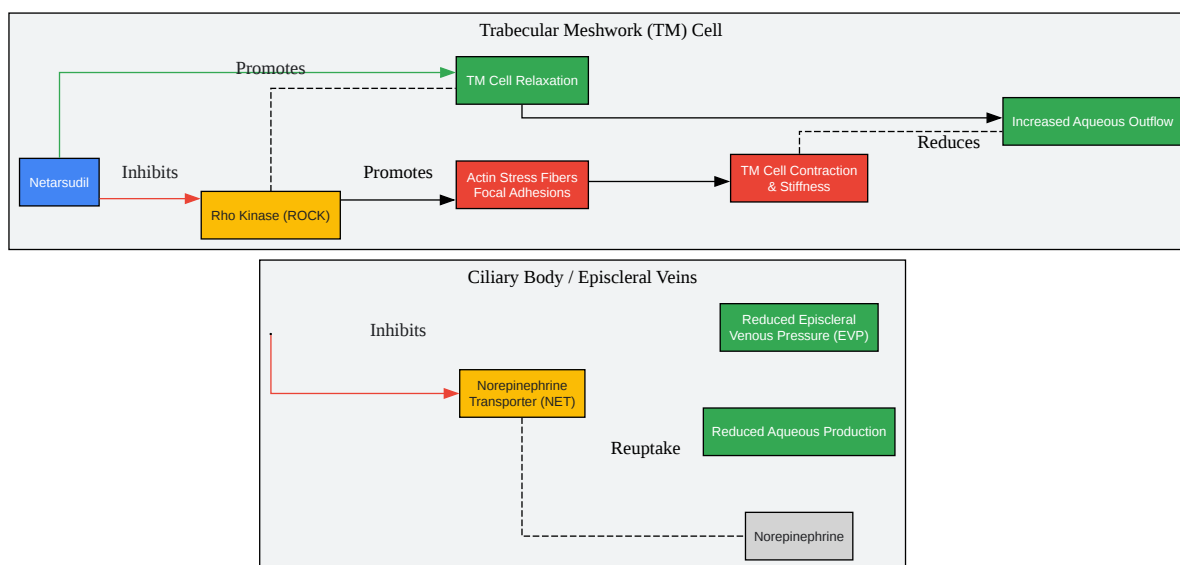 Trabecular Meshwork (TM) Cell
Promotes
TM Cell Relaxation
Increased Aqueous Outflow
Reduces
Netarsudil
Inhibits
Promotes
Actin Stress Fibers
Focal Adhesions
TM Cell Contraction
& Stiffness
Rho Kinase (ROCK)
Ciliary Body / Episcleral Veins
Inhibits
Reduced Episcleral
Venous Pressure (EVP)
Norepinephrine
Transporter (NET)
Reduced Aqueous Production
Reuptake
Norepinephrine